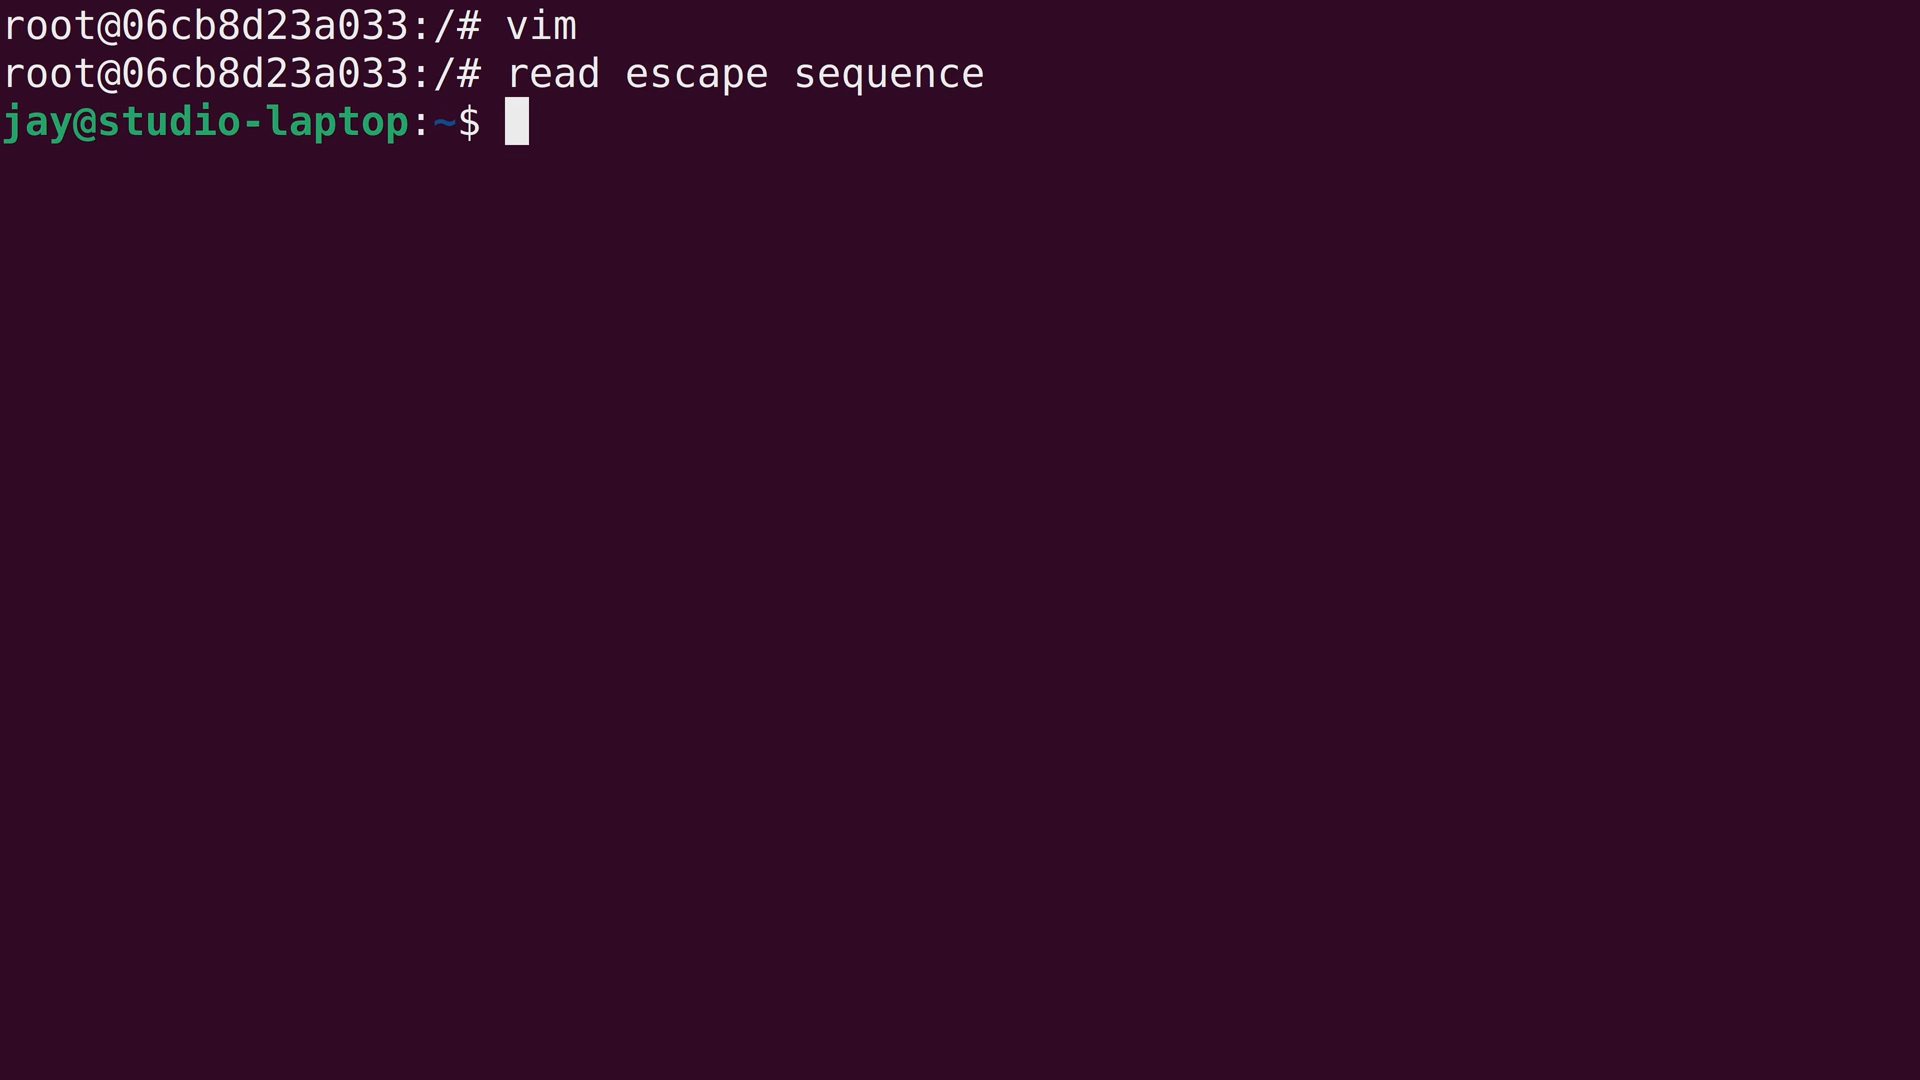 root@06cb8d23a033:/# vim
root@06cb8d23a033:/# read escape sequence
jay@studio-laptop:~$